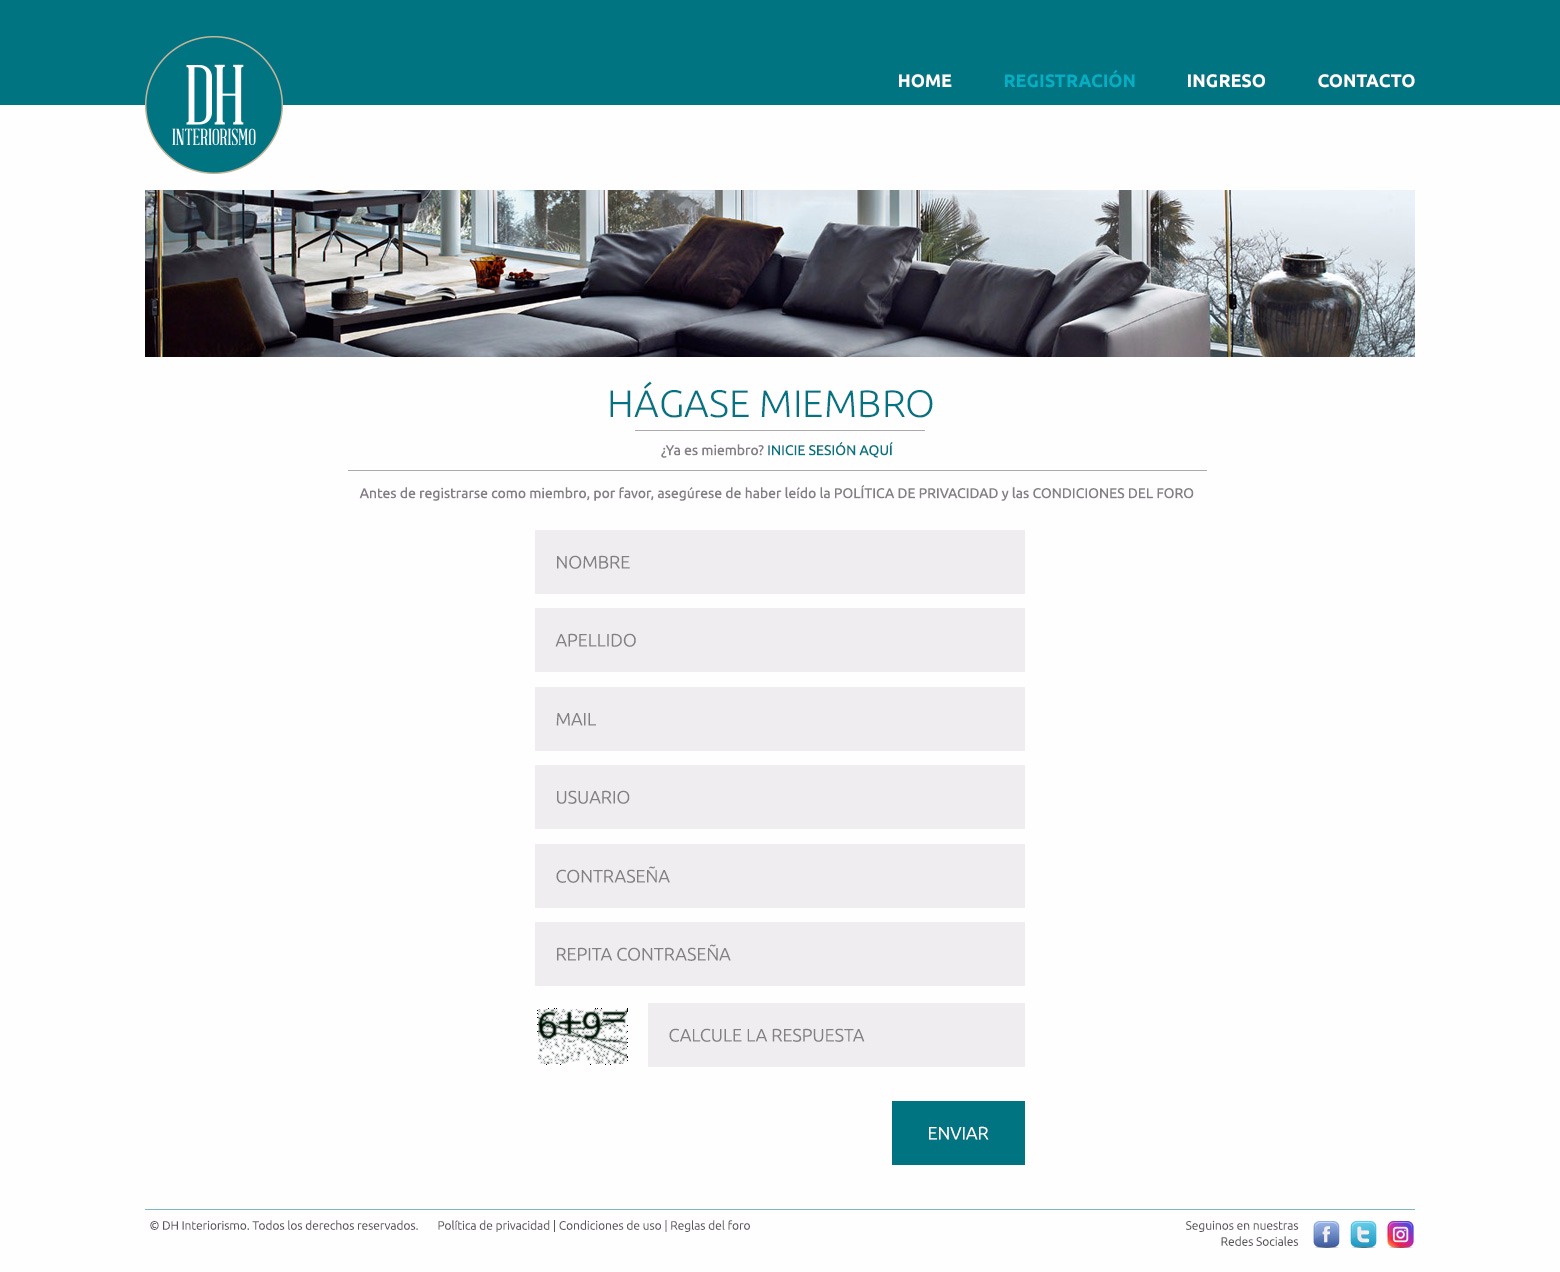 DH
INTERIORISMO
HOME REGISTRACIÓN INGRESO CONTACTO
HÁGASE MIEMBRO
¿Ya es miembro? INICIE SESIÓN AQUÍ
Antes de registrarse como miembro, por favor, asegúrese de haber leído la POLÍTICA DE PRIVACIDAD y las CONDICIONES DEL FORO
NOMBRE
APELLIDO
MAIL
USUARIO
CONTRASEÑA
REPITA CONTRASEÑA
6+9=
CALCULE LA RESPUESTA
ENVIAR
© DH Interiorismo. Todos los derechos reservados. Política de privacidad | Condiciones de uso | Reglas del foro
Seguinos en nuestras
Redes Sociales